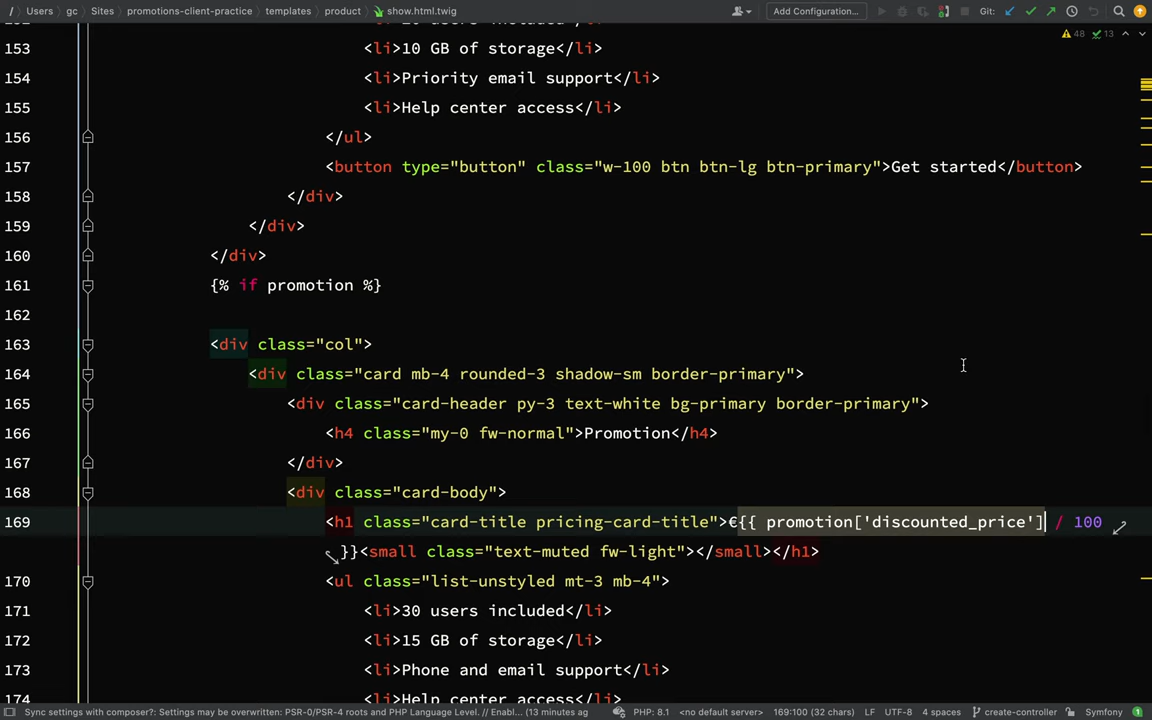 / Users gc Sites promotions-client-practice templates product show.html.twig Add Configuration... Git:
48 13
153 <li>10 GB of storage</li>
154 <li>Priority email support</li>
155 <li>Help center access</li>
156 </ul>
157 <button type="button" class="w-100 btn btn-lg btn-primary">Get started</button>
158 </div>
159 </div>
160 </div>
161 {% if promotion %}
162
163 <div class="col">
164 <div class="card mb-4 rounded-3 shadow-sm border-primary">
165 <div class="card-header py-3 text-white bg-primary border-primary">
166 <h4 class="my-0 fw-normal">Promotion</h4>
167 </div>
168 <div class="card-body">
169 <h1 class="card-title pricing-card-title">€{{ promotion['discounted_price'] / 100
}}<small class="text-muted fw-light"></small></h1>
170 <ul class="list-unstyled mt-3 mb-4">
171 <li>30 users included</li>
172 <li>15 GB of storage</li>
173 <li>Phone and email support</li>
174 <li>Help center access</li>
Sync settings with composer?: Settings may be overwritten: PSR-0/PSR-4 roots and PHP Language Level. // Enabl... (13 minutes ag PHP: 8.1 <no default server> 169:100 (32 chars) LF UTF-8 4 spaces create-controller Symfony